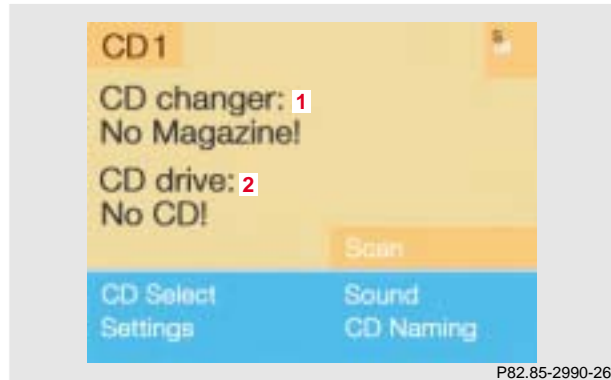 CD1
CD changer: 1
No Magazine!
CD drive: 2
No CD!
Scan
CD Select Sound
Settings CD Naming
P82.85-2990-26